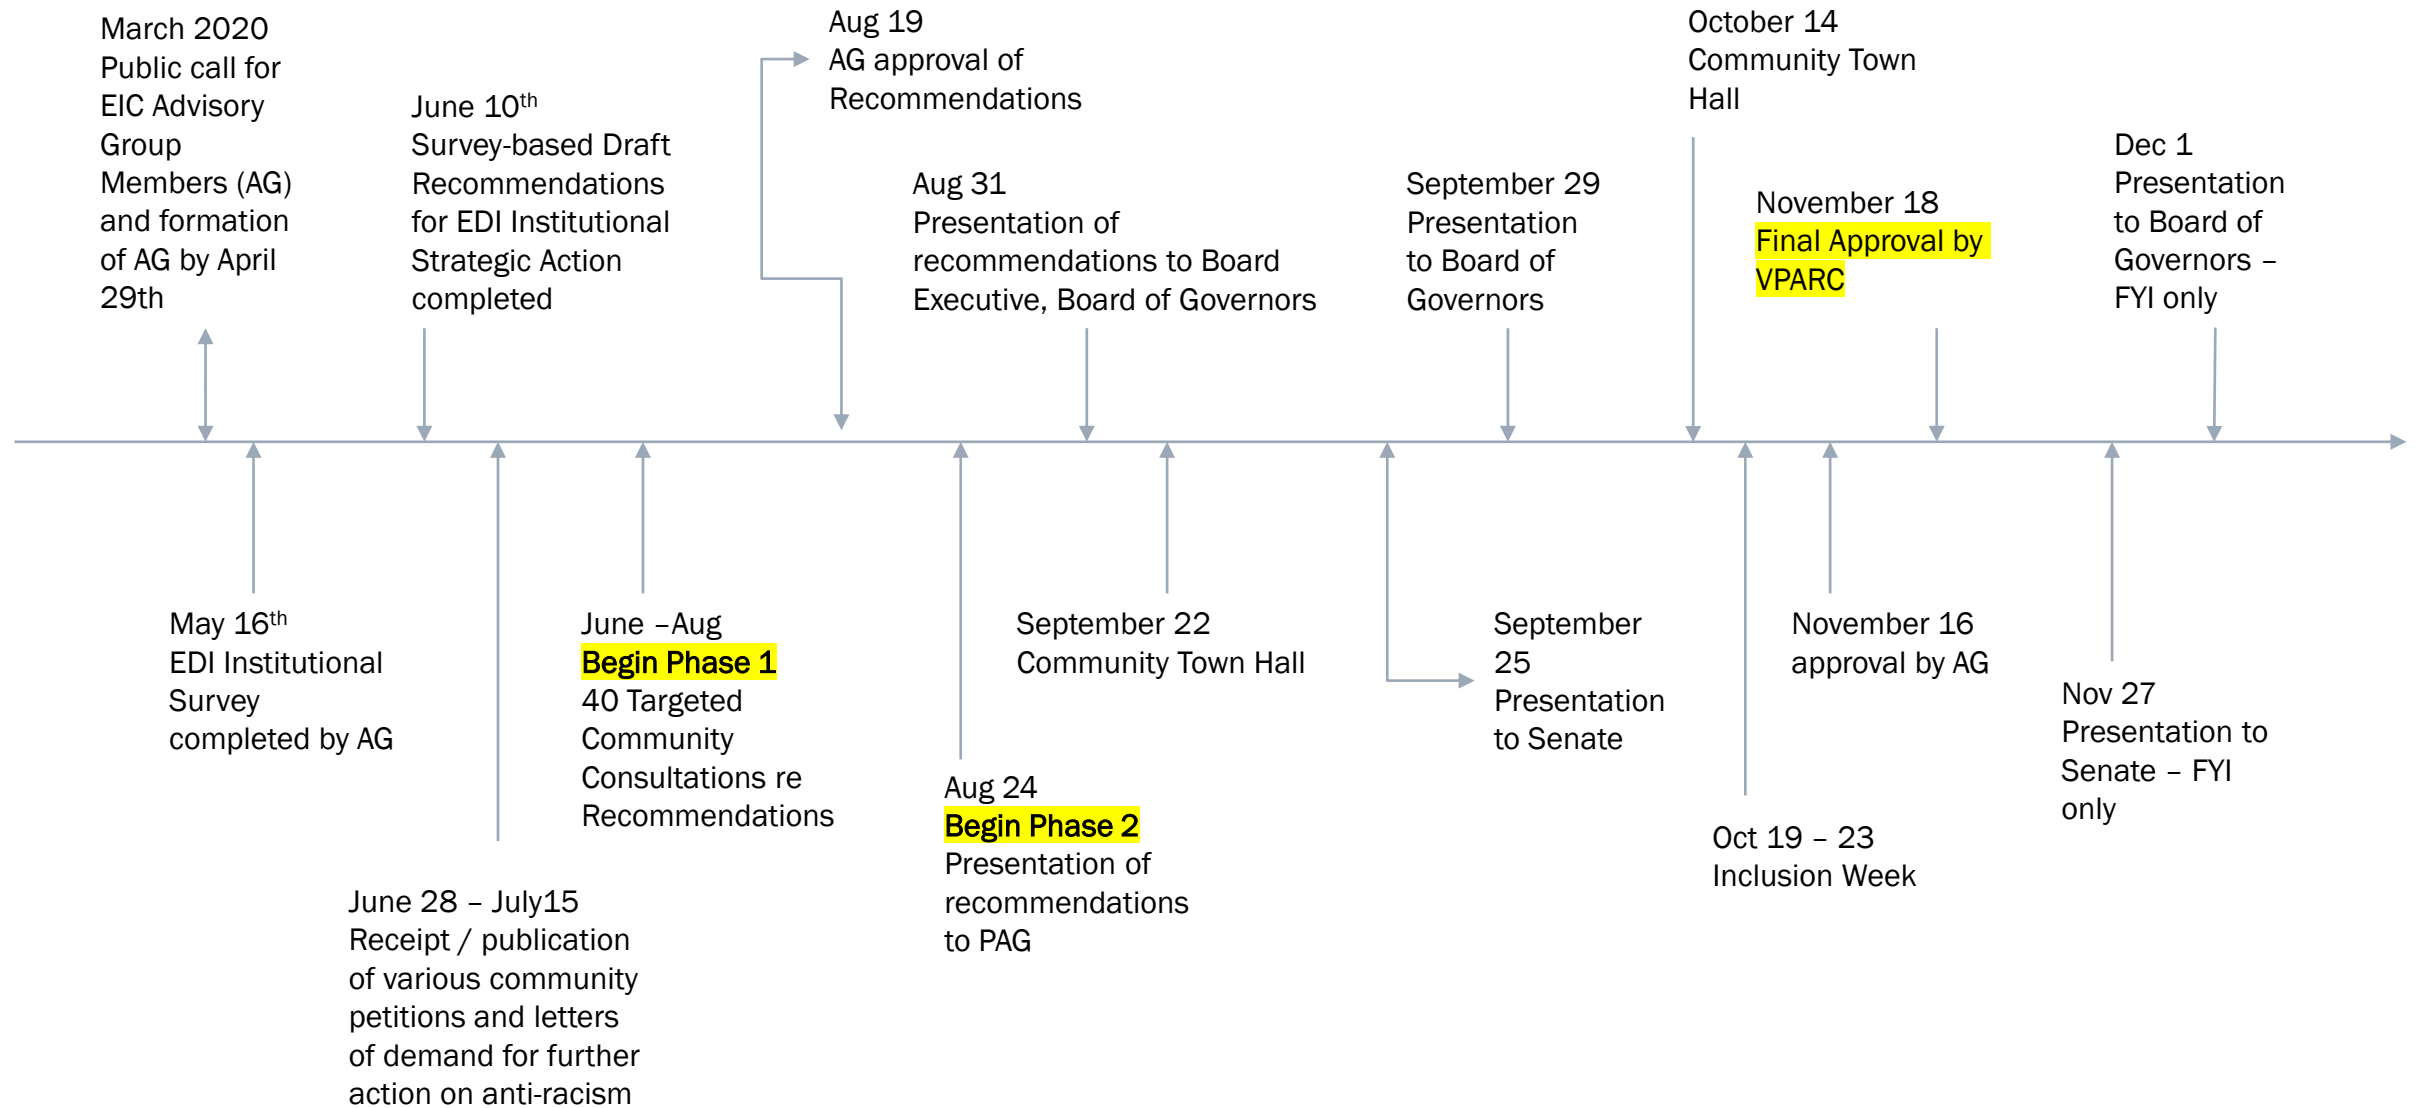 March 2020
Public call for
EIC Advisory
Group
Members (AG)
and formation
of AG by April
29th
June 10th
Survey-based Draft
Recommendations
for EDI Institutional
Strategic Action
completed
Aug 19
AG approval of
Recommendations
Aug 31
Presentation of
recommendations to Board
Executive, Board of Governors
September 29
Presentation
to Board of
Governors
October 14
Community Town
Hall
November 18
Final Approval by
VPARC
Dec 1
Presentation
to Board of
Governors –
FYI only
May 16th
EDI Institutional
Survey
completed by AG
June 28 – July15
Receipt / publication
of various community
petitions and letters
of demand for further
action on anti-racism
June –Aug
Begin Phase 1
40 Targeted
Community
Consultations re
Recommendations
Aug 24
Begin Phase 2
Presentation of
recommendations
to PAG
September 22
Community Town Hall
September
25
Presentation
to Senate
Oct 19 – 23
Inclusion Week
November 16
approval by AG
Nov 27
Presentation to
Senate – FYI
only